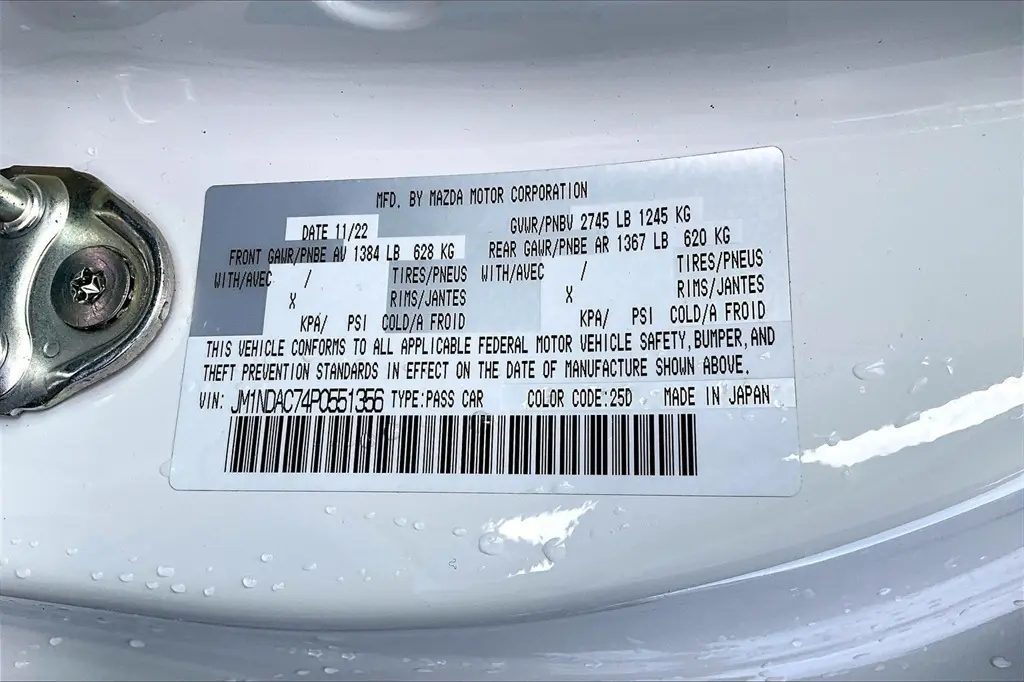 MFD. BY MAZDA MOTOR CORPORATION
DATE 11/22 GVWR/PNBV 2745 LB 1245 KG
FRONT GAWR/PNBE AV 1384 LB 628 KG REAR GAWR/PNBE AR 1367 LB 620 KG
WITH/AVEC / TIRES/PNEUS WITH/AVEC / TIRES/PNEUS
X RIMS/JANTES X RIMS/JANTES
KPA/ PSI COLD/A FROID KPA/ PSI COLD/A FROID
THIS VEHICLE CONFORMS TO ALL APPLICABLE FEDERAL MOTOR VEHICLE SAFETY,BUMPER,AND
THEFT PREVENTION STANDARDS IN EFFECT ON THE DATE OF MANUFACTURE SHOWN ABOVE.
VIN: JM1NDAC74P0551356 TYPE:PASS CAR COLOR CODE:25D MADE IN JAPAN